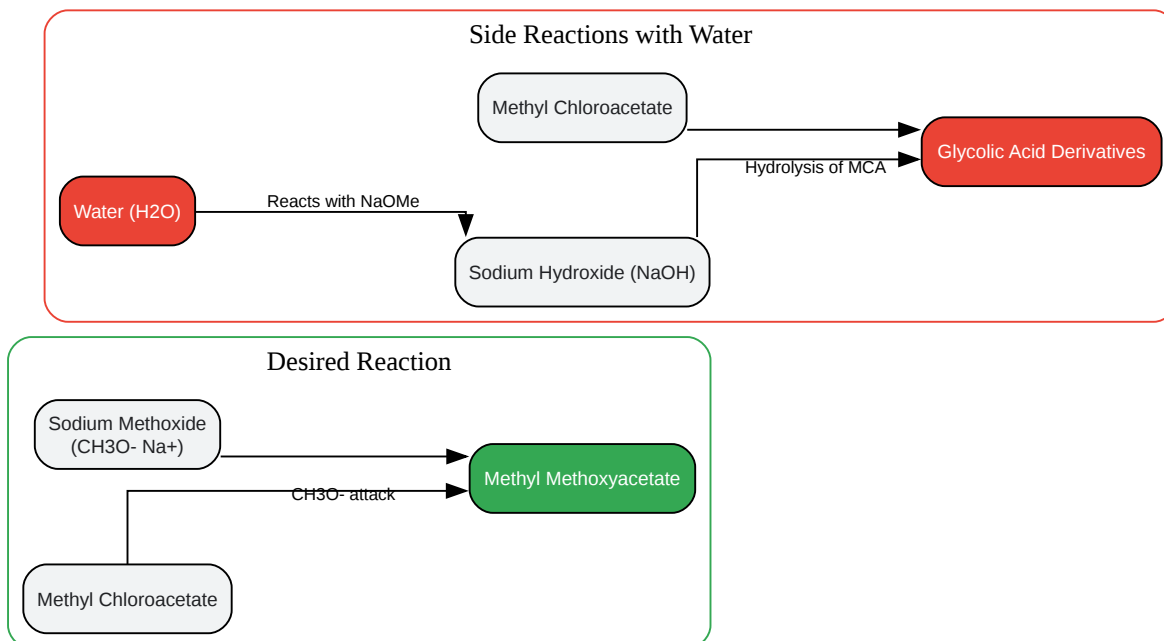 Side Reactions with Water
Methyl Chloroacetate
Glycolic Acid Derivatives
Hydrolysis of MCA
Water (H2O)
Reacts with NaOMe
Sodium Hydroxide (NaOH)
Desired Reaction
Sodium Methoxide
(CH3O- Na+)
Methyl Methoxyacetate
CH3O- attack
Methyl Chloroacetate